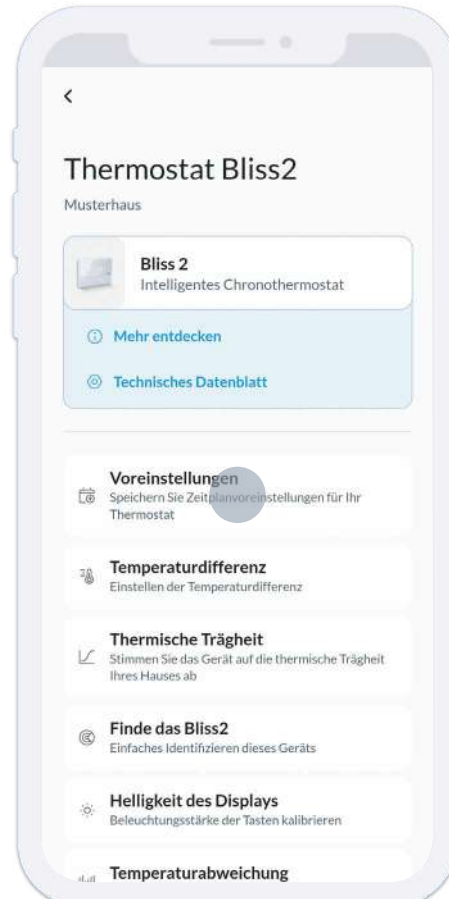 Thermostat Bliss2
Musterhaus
Bliss 2
Intelligentes Chronothermostat
Mehr entdecken
Technisches Datenblatt
Voreinstellungen
Speichern Sie Zeitplanvoreinstellungen für Ihr
Thermostat
Temperaturdifferenz
Einstellen der Temperaturdifferenz
Thermische Trägheit
Stimmen Sie das Gerät auf die thermische Trägheit
Ihres Hauses ab
Finde das Bliss2
Einfaches Identifizieren dieses Geräts
Helligkeit des Displays
Beleuchtungsstärke der Tasten kalibrieren
Temperaturabweichung